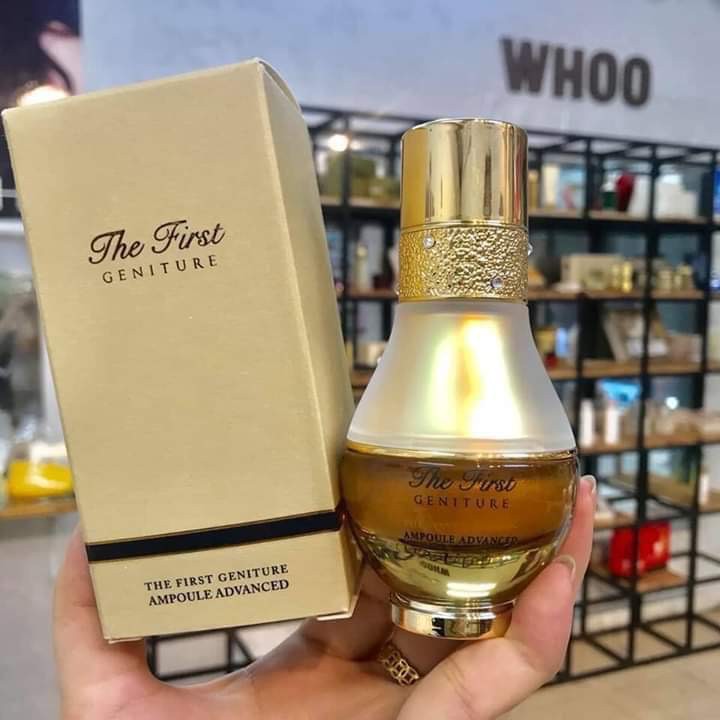 WHOO
The First
GENITURE
THE FIRST GENITURE
AMPOULE ADVANCED
The First
GENITURE
AMPOULE ADVANCED